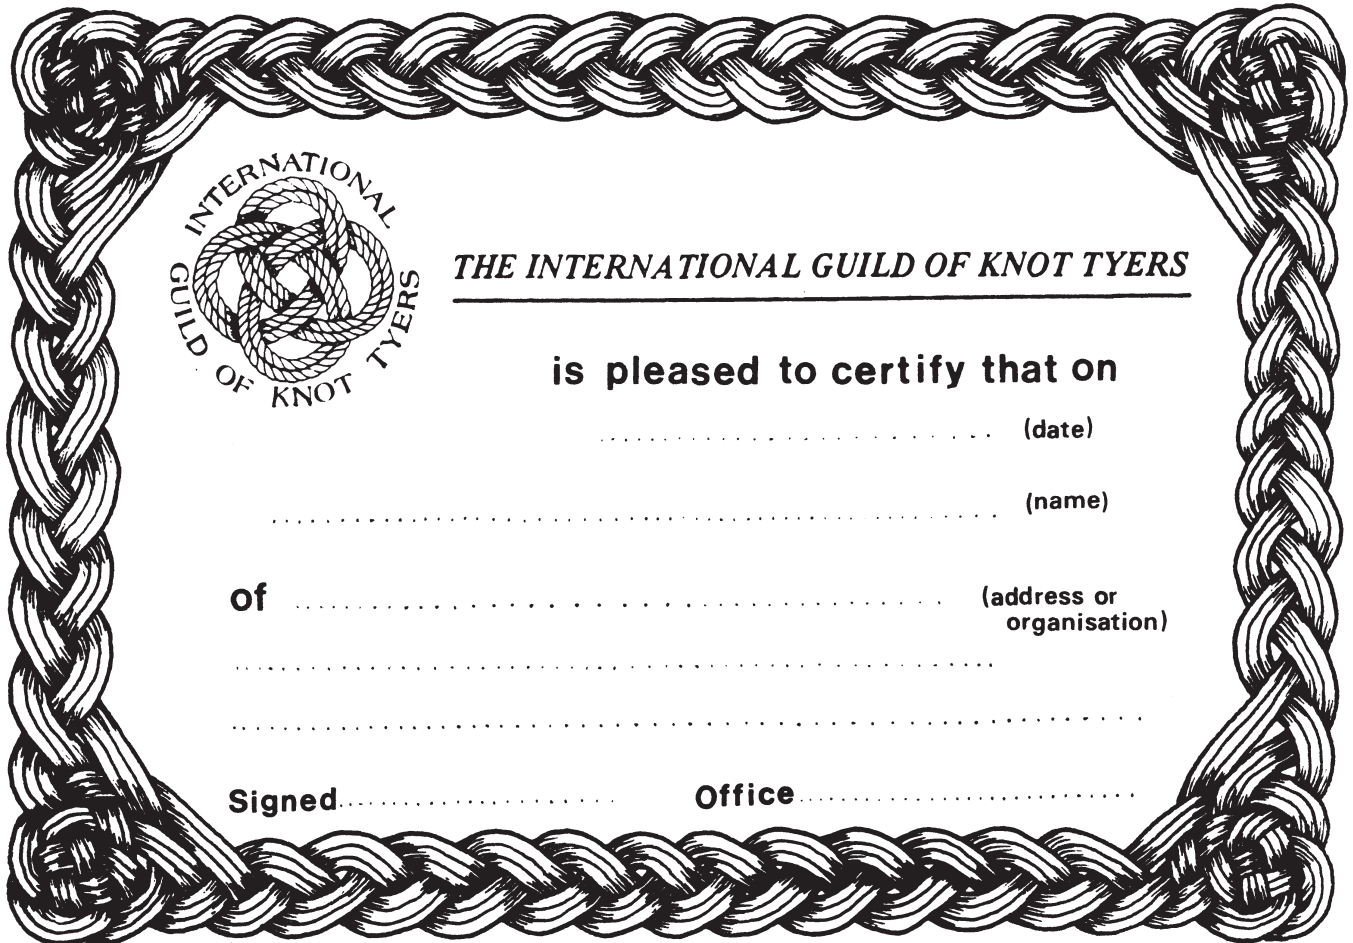 INTERNATIONAL
GUILD OF KNOT TYERS
THE INTERNATIONAL GUILD OF KNOT TYERS
is pleased to certify that on
(date)
(name)
of (address or
organisation)
Signed Office